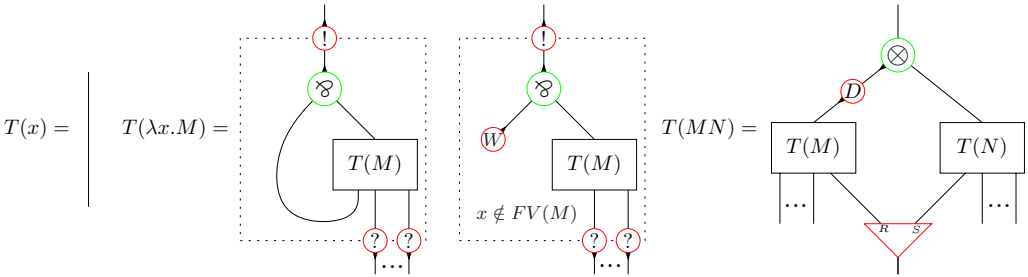 T(x) =
T(λx.M) =
!
⅋
T(M)
? ?
...
!
⅋
W
T(M)
x ∉ FV(M)
? ?
...
T(MN) =
⊗
D
T(M) T(N)
... ...
R S